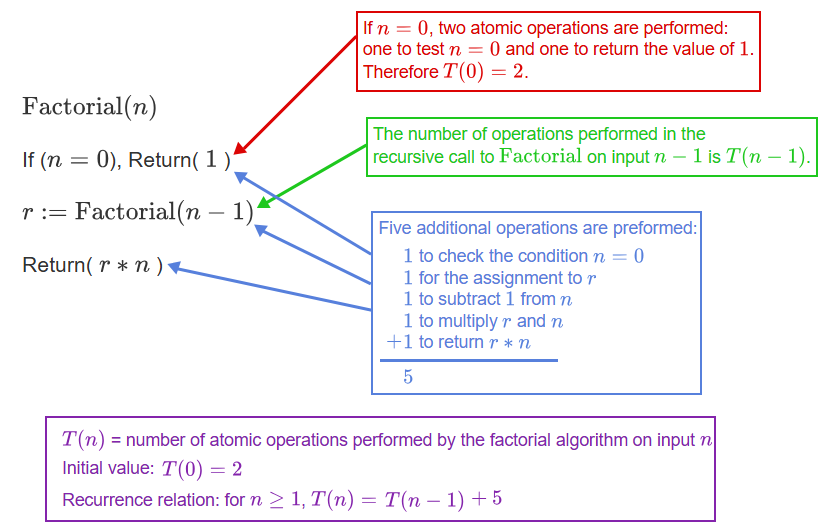 If n = 0, two atomic operations are performed:
one to test n = 0 and one to return the value of 1.
Therefore T(0) = 2.
Factorial(n)
The number of operations performed in the
recursive call to Factorial on input n − 1 is T(n − 1).
If (n = 0), Return( 1 )
r := Factorial(n − 1)
Five additional operations are preformed:
1 to check the condition n = 0
1 for the assignment to r
1 to subtract 1 from n
1 to multiply r and n
+1 to return r * n
5
Return( r * n )
T(n) = number of atomic operations performed by the factorial algorithm on input n
Initial value: T(0) = 2
Recurrence relation: for n ≥ 1, T(n) = T(n − 1) + 5